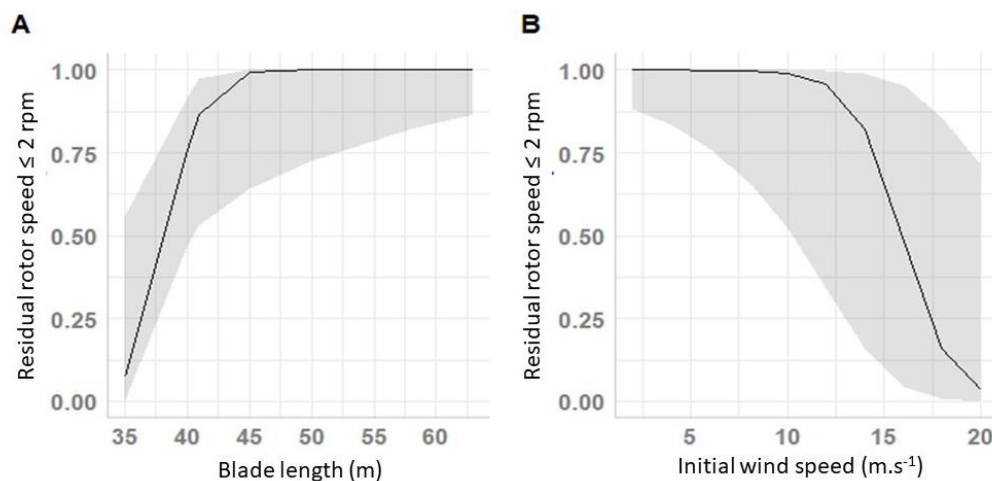 A
Residual rotor speed ≤ 2 rpm
1.00
0.75
0.50
0.25
0.00
35 40 45 50 55 60
Blade length (m)
B
Residual rotor speed ≤ 2 rpm
1.00
0.75
0.50
0.25
0.00
5 10 15 20
Initial wind speed (m.s⁻¹)